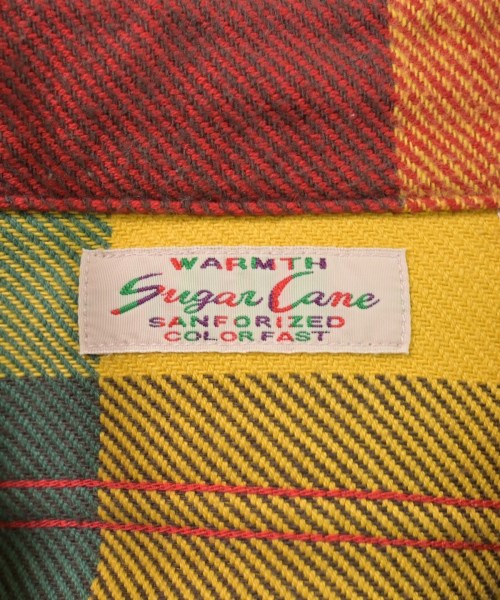 WARMTH
Sugar Cane
SANFORIZED
COLOR FAST